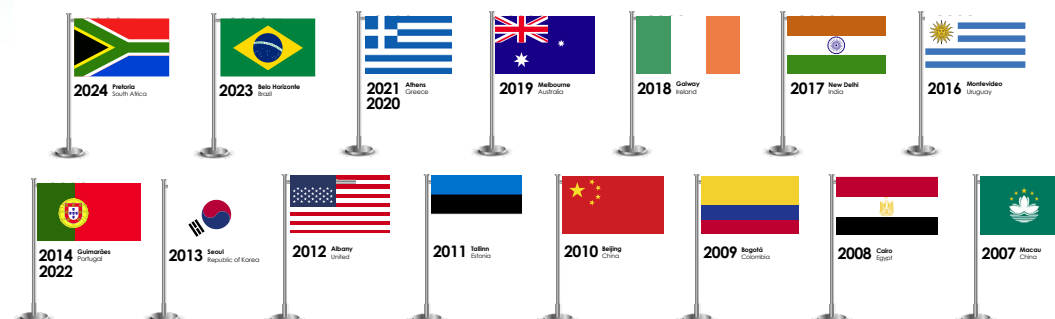 2024 Pretoria
South Africa
2023 Belo Horizonte
Brazil
2021 Athens
Greece
2020
2019 Melbourne
Australia
2018 Galway
Ireland
2017 New Delhi
India
2016 Montevideo
Uruguay
2014 Guimarães
Portugal
2022
2013 Seoul
Republic of Korea
2012 Albany
United
2011 Tallinn
Estonia
2010 Beijing
China
2009 Bogotá
Colombia
2008 Cairo
Egypt
2007 Macau
China